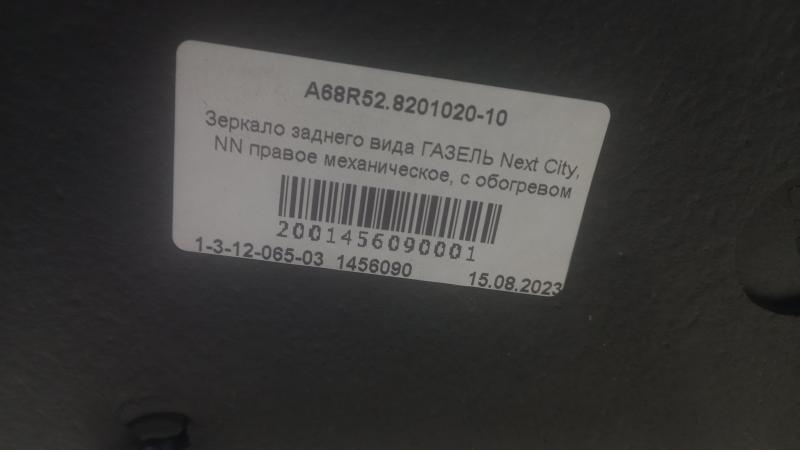 A68R52.8201020-10
Зеркало заднего вида ГАЗЕЛЬ Next City,
NN правое механическое, с обогревом
2001456090001
1-3-12-065-03 1456090 15.08.2023